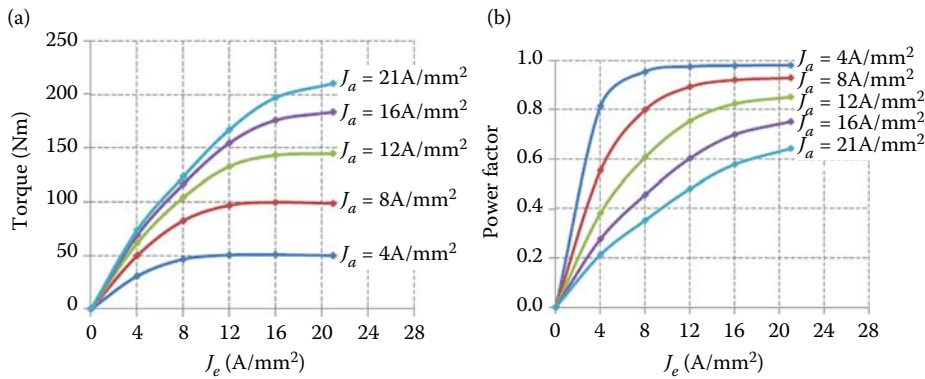 (a)
250
200
150
100
50
0
Torque (Nm)
0 4 8 12 16 20 24 28
J_e (A/mm²)
J_a = 21A/mm²
J_a = 16A/mm²
J_a = 12A/mm²
J_a = 8A/mm²
J_a = 4A/mm²
(b)
1.0
0.8
0.6
0.4
0.2
0.0
Power factor
0 4 8 12 16 20 24 28
J_e (A/mm²)
J_a = 4A/mm²
J_a = 8A/mm²
J_a = 12A/mm²
J_a = 16A/mm²
J_a = 21A/mm²